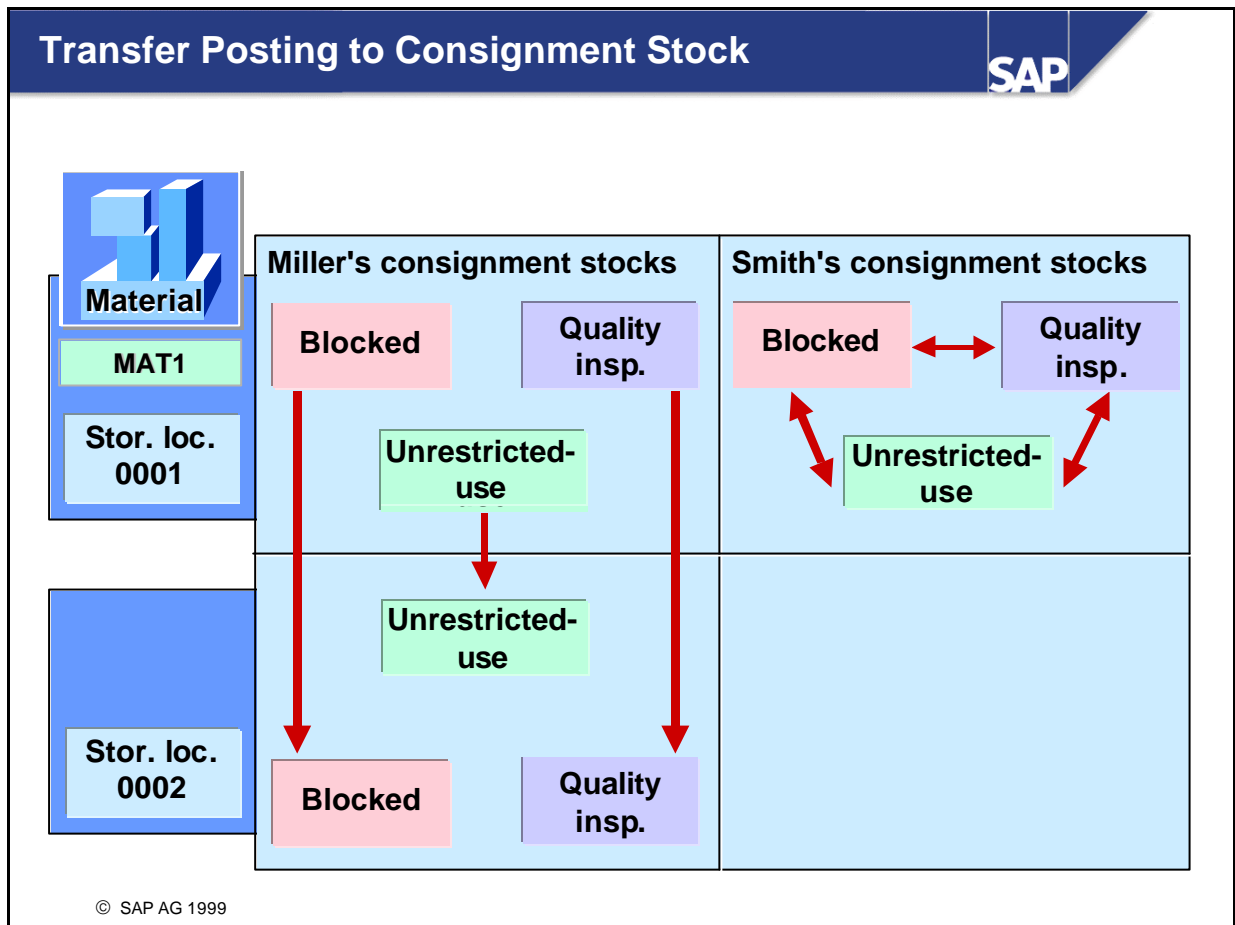 Transfer Posting to Consignment Stock
SAP
Material
MAT1
Stor. loc.
0001
Miller's consignment stocks
Blocked
Quality
insp.
Unrestricted-
use
Smith's consignment stocks
Blocked
Quality
insp.
Unrestricted-
use
Stor. loc.
0002
Unrestricted-
use
Blocked
Quality
insp.
© SAP AG 1999